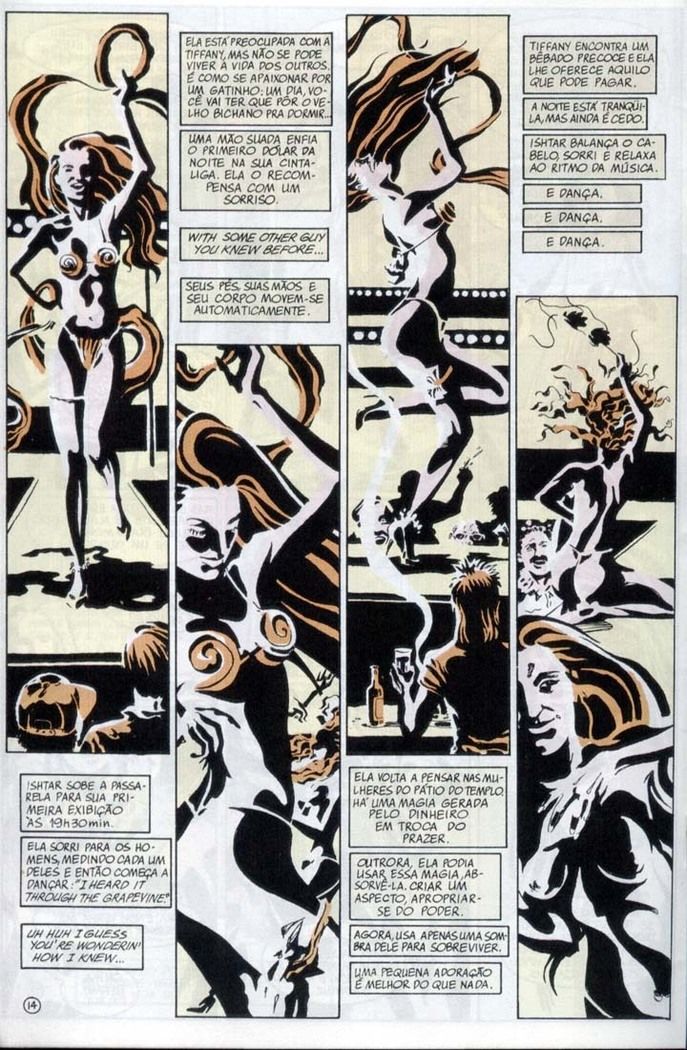 ISHTAR SOBE A PASSA-
RELA PARA SUA PRI-
MEIRA EXIBIÇÃO
ÀS 19h30min.
ELA SORRI PARA OS HO-
MENS, MEDINDO CADA UM
DELES E ENTÃO COMEÇA A
DANÇAR: "I HEARD IT
THROUGH THE GRAPEVINE."
UH HUH I GUESS
YOU'RE WONDERIN'
HOW I KNEW...
ELA ESTÁ PREOCUPADA COM A
TIFFANY, MAS NÃO SE PODE
VIVER A VIDA DOS OUTROS.
É COMO SE APAIXONAR POR
UM GATINHO: UM DIA, VO-
CÊ VAI TER QUE PÔR O VE-
LHO BICHANO PRA DORMIR...
UMA MÃO SUADA ENFIA
O PRIMEIRO DÓLAR DA
NOITE NA SUA CINTA-
LIGA. ELA O RECOM-
PENSA COM UM
SORRISO.
WITH SOME OTHER GUY
YOU KNEW BEFORE...
SEUS PÉS, SUAS MÃOS E
SEU CORPO MOVEM-SE
AUTOMATICAMENTE.
ELA VOLTA A PENSAR NAS MU-
LHERES DO PÁTIO DO TEMPLO.
HÁ UMA MAGIA GERADA
PELO DINHEIRO
EM TROCA DO
PRAZER.
OUTRORA, ELA PODIA
USAR ESSA MAGIA, AB-
SORVÊ-LA. CRIAR UM
ASPECTO, APROPRIAR-
SE DO PODER.
AGORA, USA APENAS UMA SOM-
BRA DELE PARA SOBREVIVER.
UMA PEQUENA ADORAÇÃO
É MELHOR DO QUE NADA.
TIFFANY ENCONTRA UM
BÊBADO PRECOCE E ELA
LHE OFERECE AQUILO
QUE PODE PAGAR.
A NOITE ESTÁ TRANQÜI-
LA, MAS AINDA É CEDO.
ISHTAR BALANÇA O CA-
BELO, SORRI E RELAXA
AO RITMO DA MÚSICA.
E DANÇA.
E DANÇA.
E DANÇA.
14